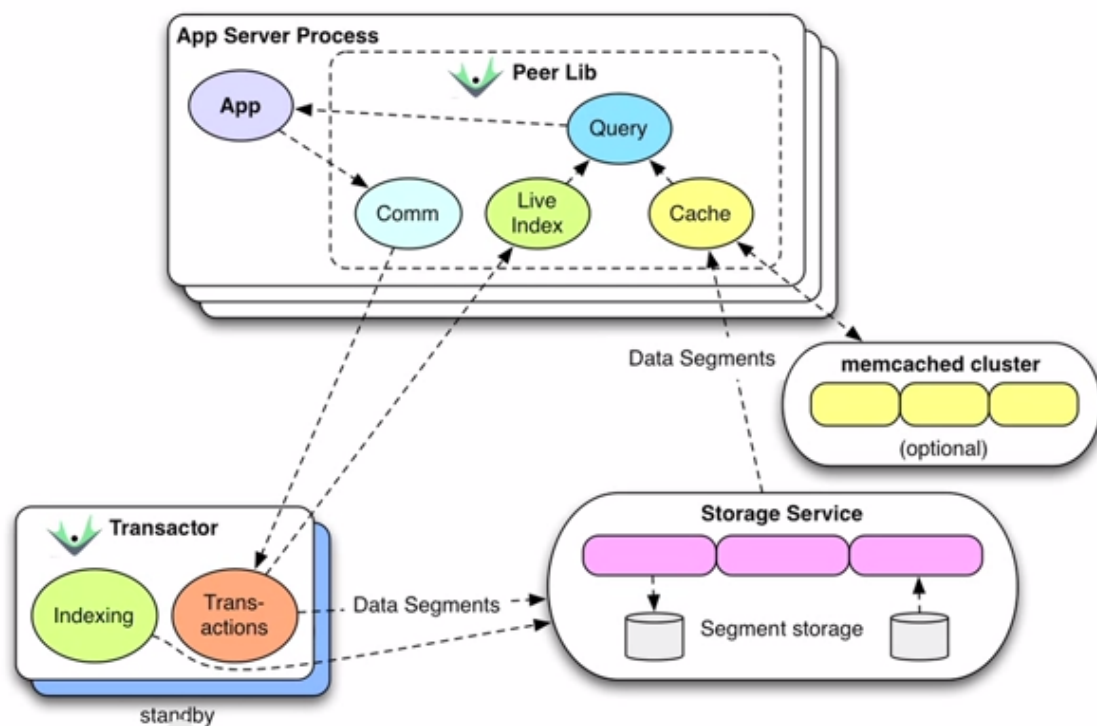 App Server Process
Peer Lib
App
Query
Comm
Live
Index
Cache
Data Segments
memcached cluster
(optional)
Transactor
Indexing
Trans-
actions
Data Segments
standby
Storage Service
Segment storage